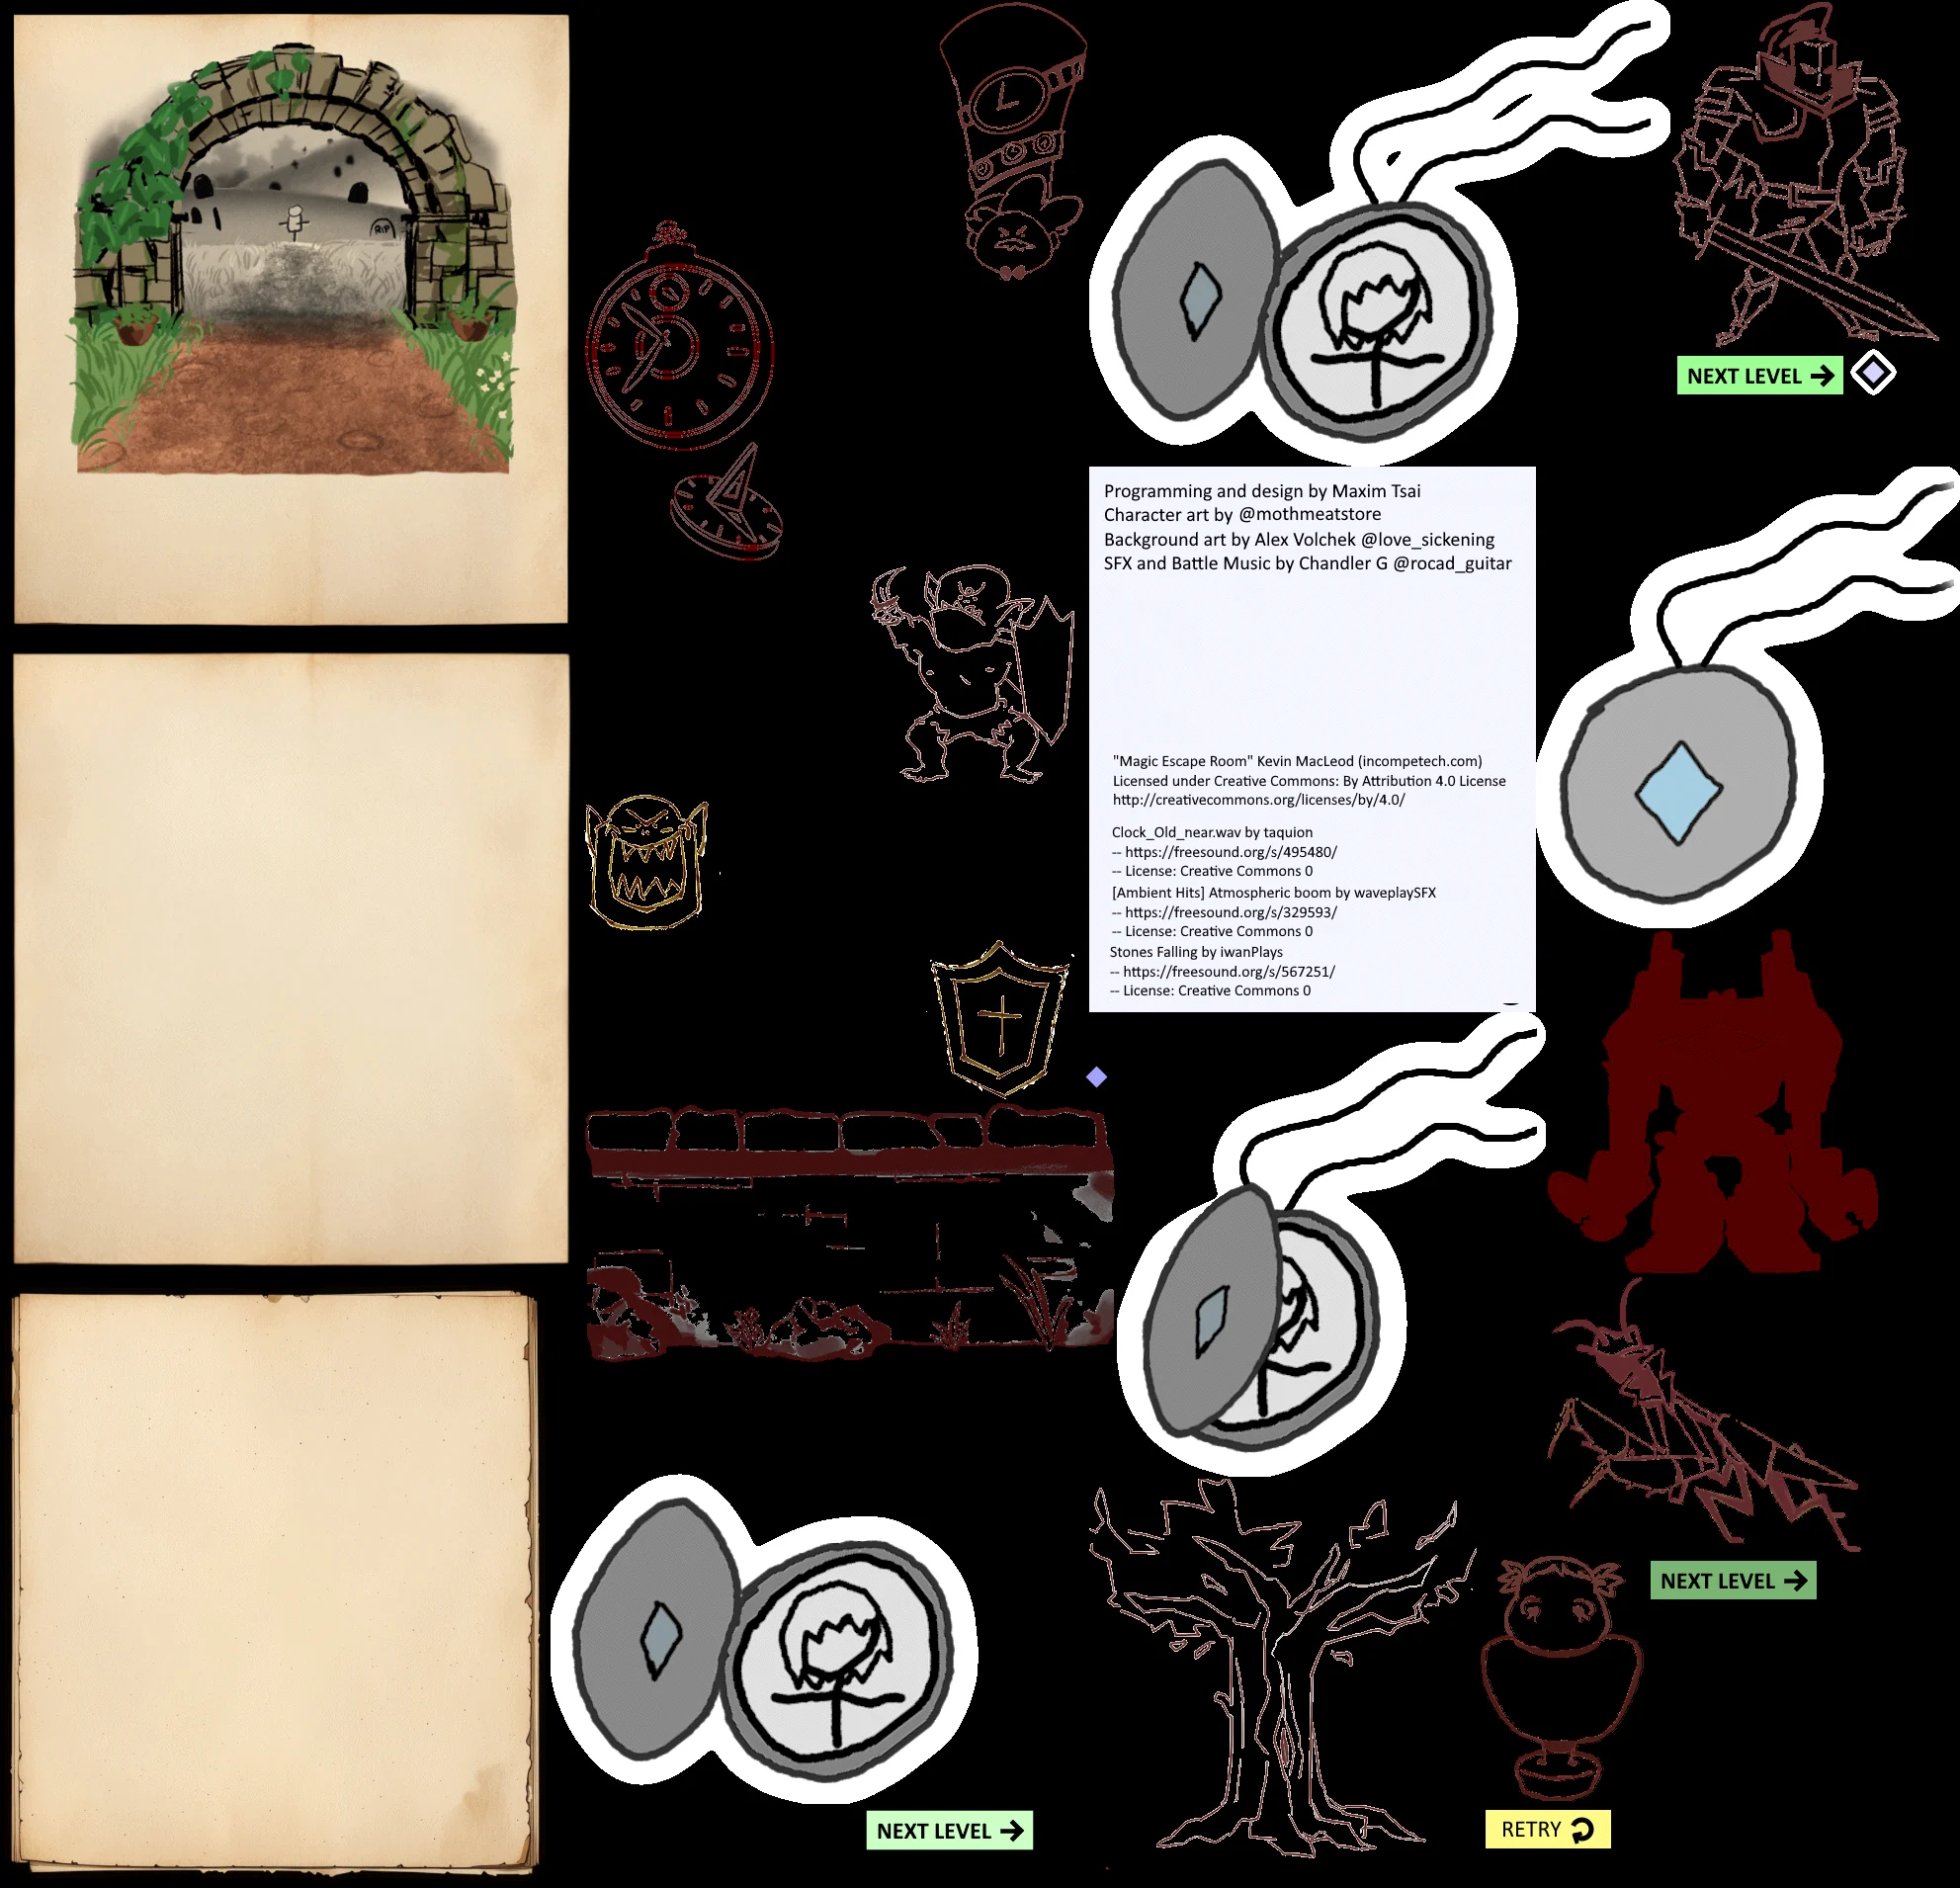 RIP
NEXT LEVEL
Programming and design by Maxim Tsai
Character art by @mothmeatstore
Background art by Alex Volchek @love_sickening
SFX and Battle Music by Chandler G @rocad_guitar
"Magic Escape Room" Kevin MacLeod (incompetech.com)
Licensed under Creative Commons: By Attribution 4.0 License
http://creativecommons.org/licenses/by/4.0/
Clock_Old_near.wav by taquion
-- https://freesound.org/s/495480/
-- License: Creative Commons 0
[Ambient Hits] Atmospheric boom by waveplaySFX
-- https://freesound.org/s/329593/
-- License: Creative Commons 0
Stones Falling by iwanPlays
-- https://freesound.org/s/567251/
-- License: Creative Commons 0
NEXT LEVEL
NEXT LEVEL
RETRY